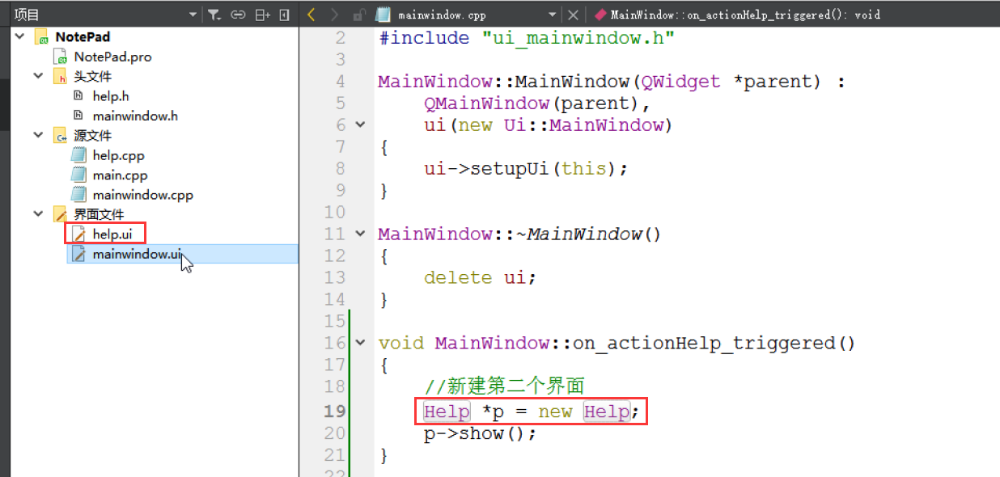 项目
mainwindow.cpp
MainWindow::on_actionHelp_triggered(): void
NotePad
NotePad.pro
头文件
help.h
mainwindow.h
源文件
help.cpp
main.cpp
mainwindow.cpp
界面文件
help.ui
mainwindow.ui
2 #include "ui_mainwindow.h"
3
4 MainWindow::MainWindow(QWidget *parent) :
5     QMainWindow(parent),
6     ui(new Ui::MainWindow)
7 {
8     ui->setupUi(this);
9 }
10
11 MainWindow::~MainWindow()
12 {
13     delete ui;
14 }
15
16 void MainWindow::on_actionHelp_triggered()
17 {
18     //新建第二个界面
19     Help *p = new Help;
20     p->show();
21 }
22